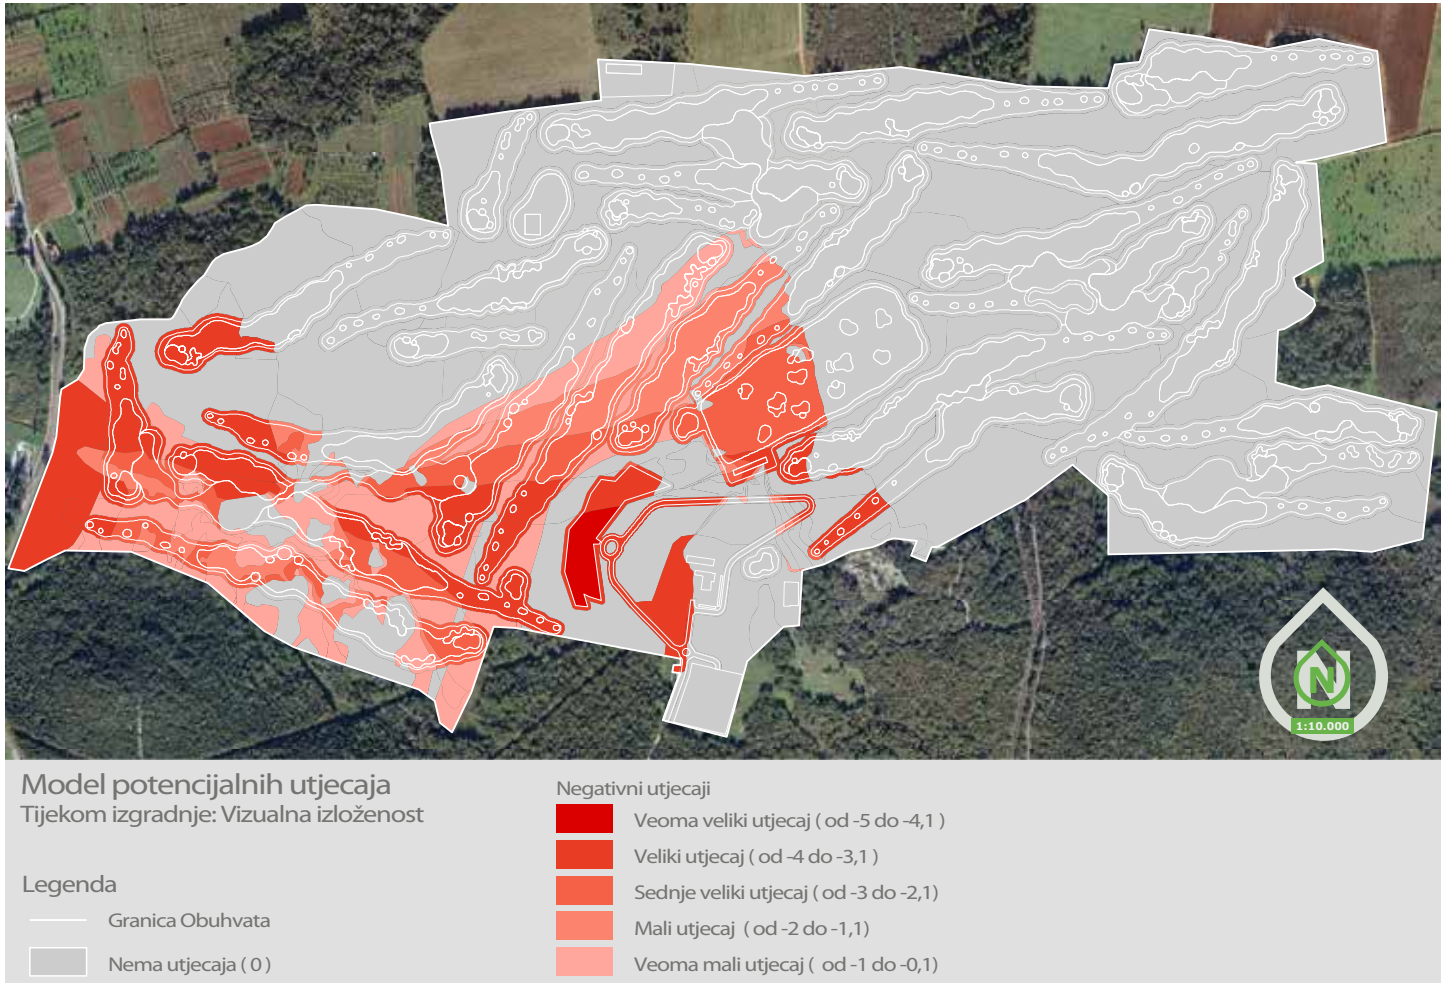 N
1:10.000
Model potencijalnih utjecaja
Tijekom izgradnje: Vizualna izloženost
Legenda
Granica Obuhvata
Nema utjecaja ( 0 )
Negativni utjecaji
Veoma veliki utjecaj ( od -5 do -4,1 )
Veliki utjecaj ( od -4 do -3,1 )
Sednje veliki utjecaj ( od -3 do -2,1)
Mali utjecaj ( od -2 do -1,1)
Veoma mali utjecaj ( od -1 do -0,1)